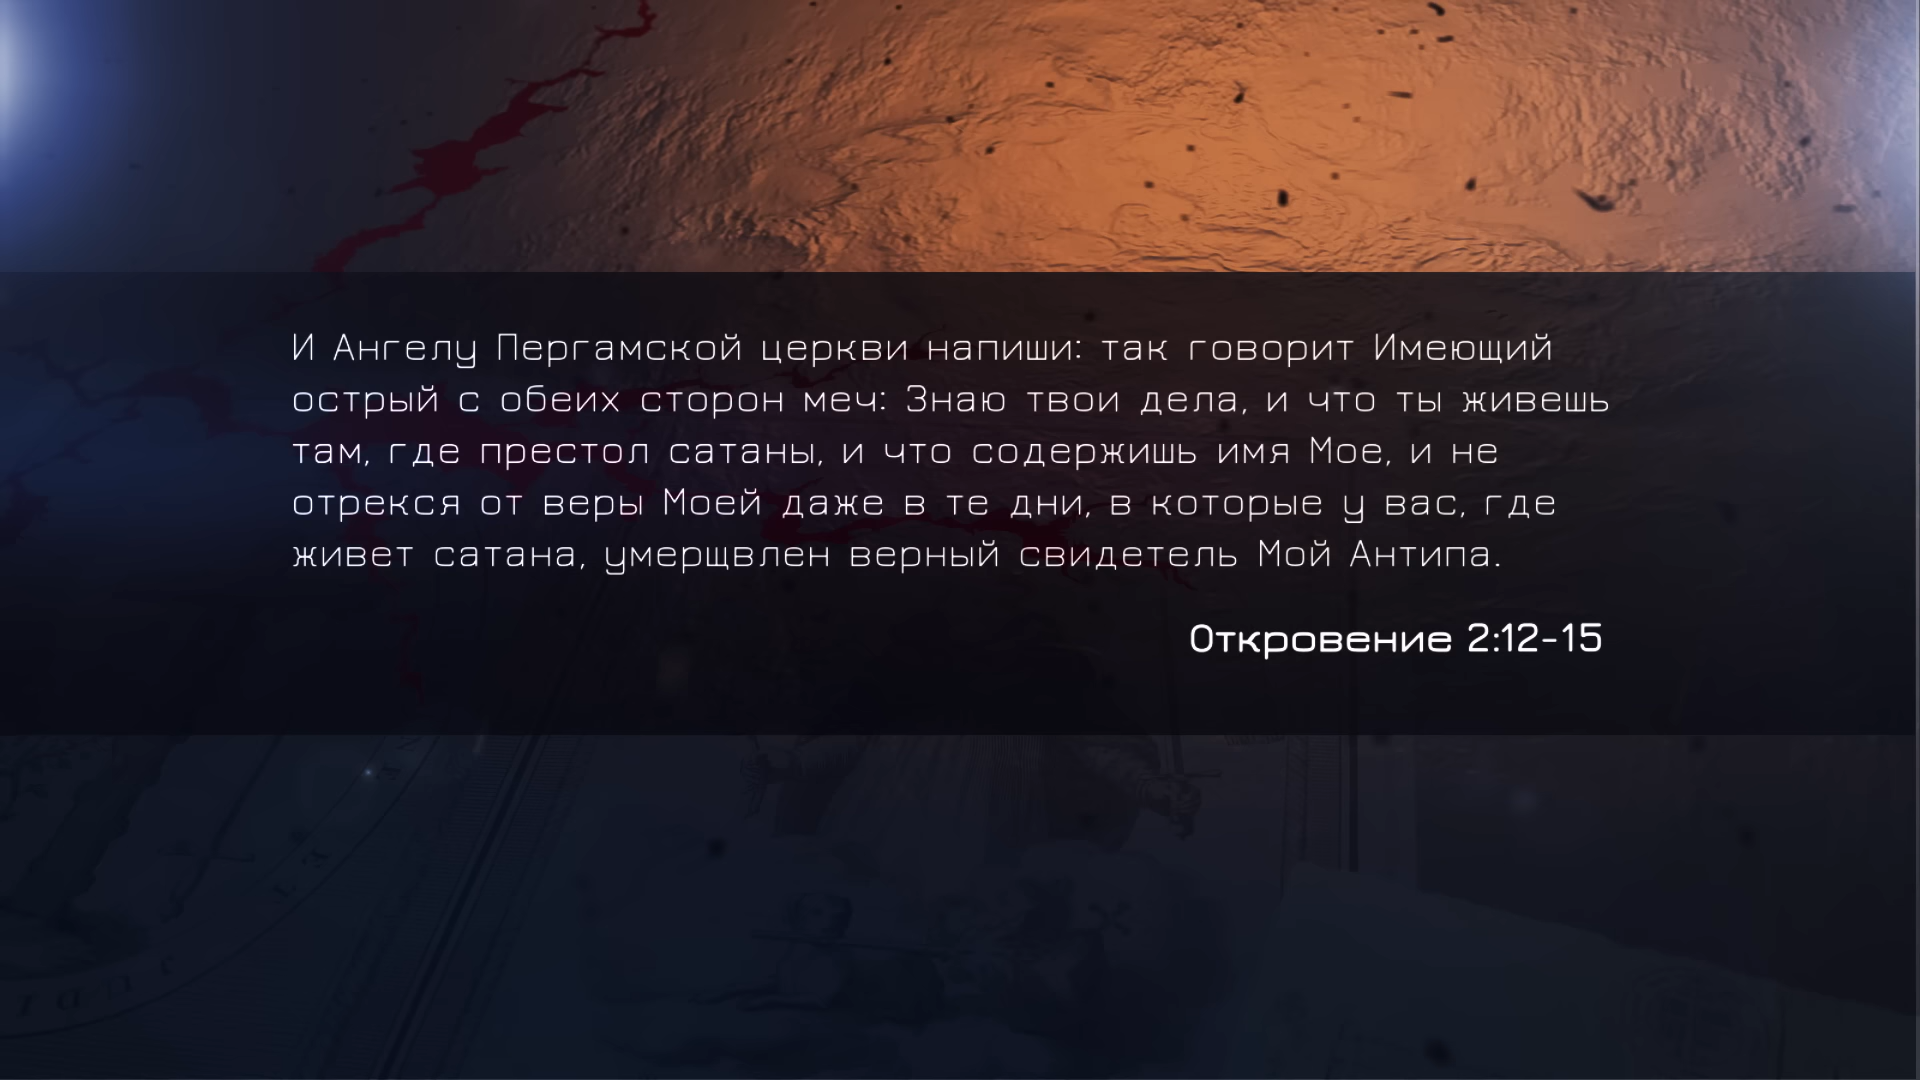 И Ангелу Пергамской церкви напиши: так говорит Имеющий
острый с обеих сторон меч: Знаю твои дела, и что ты живешь
там, где престол сатаны, и что содержишь имя Мое, и не
отрекся от веры Моей даже в те дни, в которые у вас, где
живет сатана, умерщвлен верный свидетель Мой Антипа.
Откровение 2:12-15